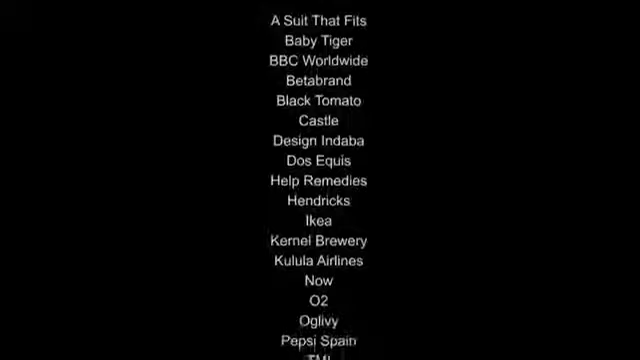 A Suit That Fits
Baby Tiger
BBC Worldwide
Betabrand
Black Tomato
Castle
Design Indaba
Dos Equis
Help Remedies
Hendricks
Ikea
Kernel Brewery
Kulula Airlines
Now
O2
Oglivy
Pepsi Spain